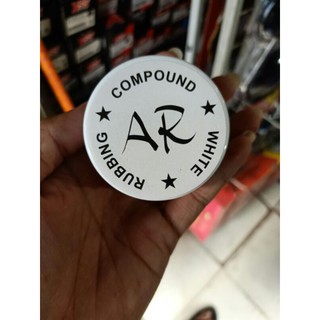 RUBBING
COMPOUND
WHITE
AR